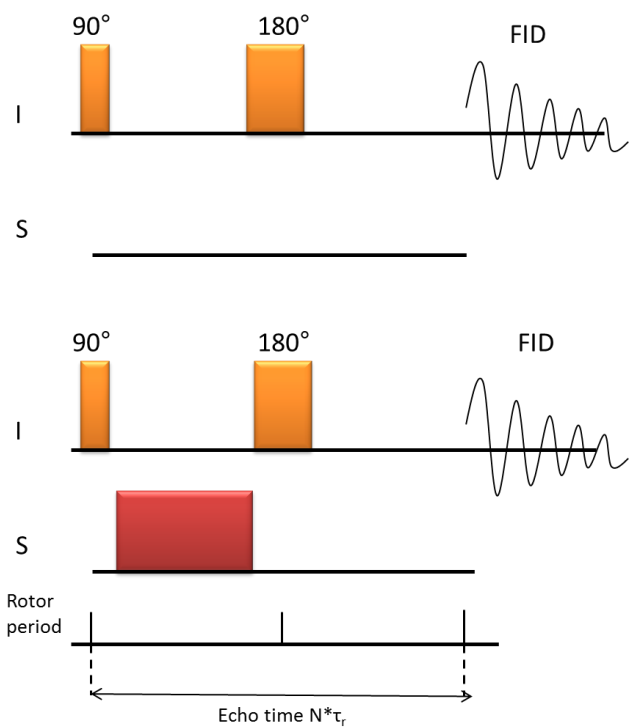 90° 180° FID
I
S
90° 180° FID
I
S
Rotor
period
Echo time N*τr